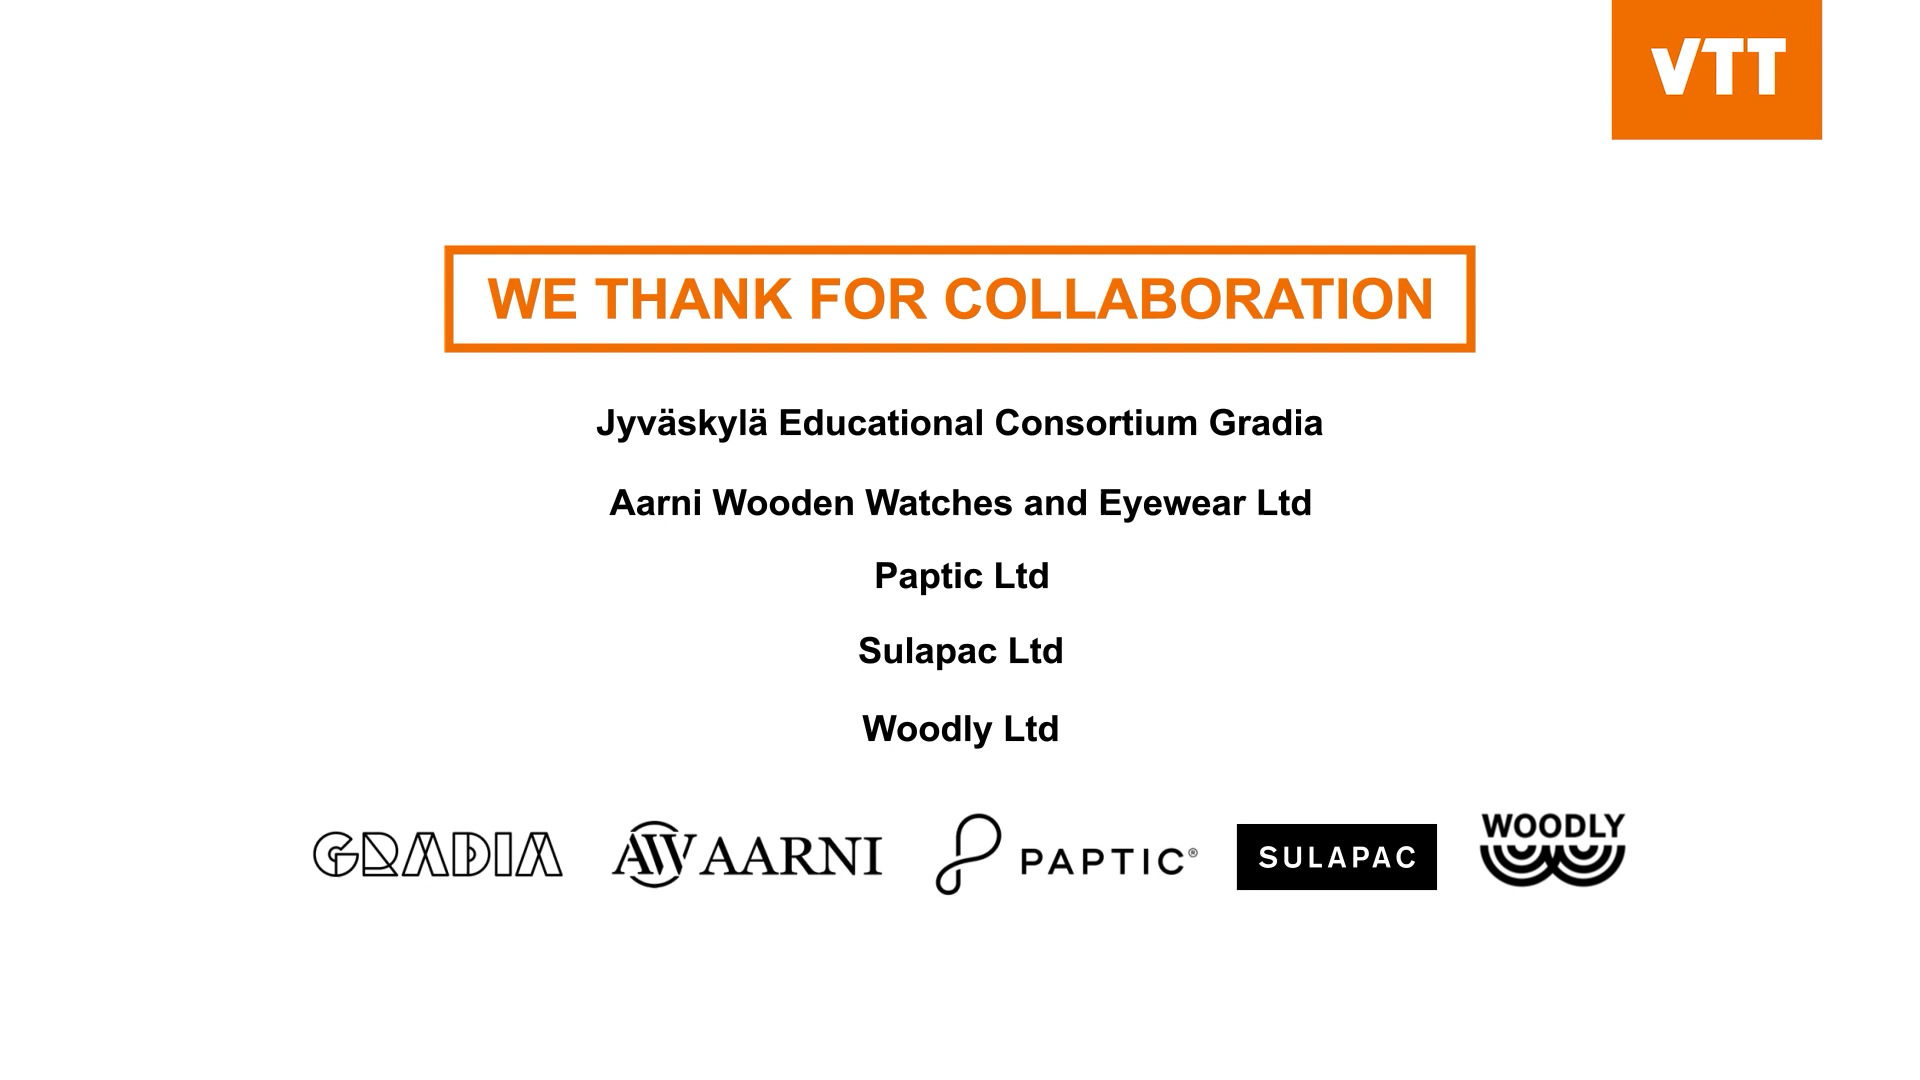 VTT
WE THANK FOR COLLABORATION
Jyväskylä Educational Consortium Gradia
Aarni Wooden Watches and Eyewear Ltd
Paptic Ltd
Sulapac Ltd
Woodly Ltd
GRADIA AW AARNI PAPTIC® SULAPAC WOODLY